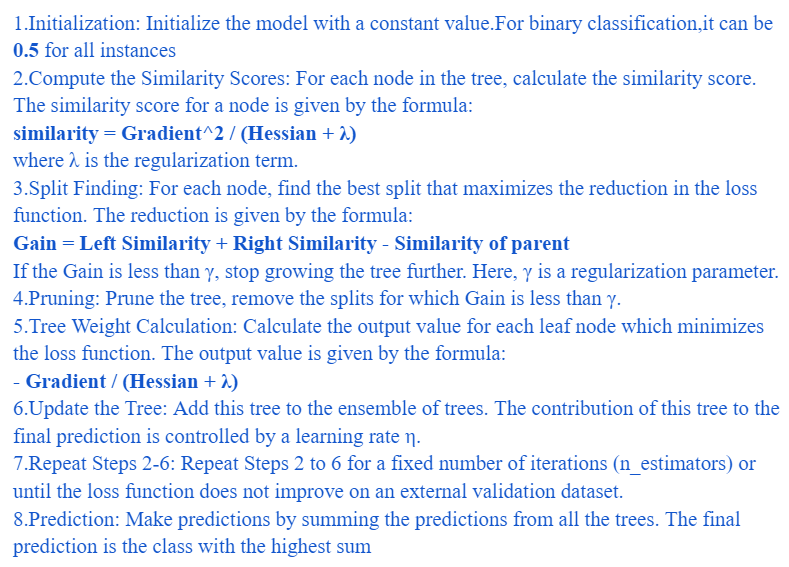 1.Initialization: Initialize the model with a constant value.For binary classification,it can be
0.5 for all instances
2.Compute the Similarity Scores: For each node in the tree, calculate the similarity score.
The similarity score for a node is given by the formula:
similarity = Gradient^2 / (Hessian + λ)
where λ is the regularization term.
3.Split Finding: For each node, find the best split that maximizes the reduction in the loss
function. The reduction is given by the formula:
Gain = Left Similarity + Right Similarity - Similarity of parent
If the Gain is less than γ, stop growing the tree further. Here, γ is a regularization parameter.
4.Pruning: Prune the tree, remove the splits for which Gain is less than γ.
5.Tree Weight Calculation: Calculate the output value for each leaf node which minimizes
the loss function. The output value is given by the formula:
- Gradient / (Hessian + λ)
6.Update the Tree: Add this tree to the ensemble of trees. The contribution of this tree to the
final prediction is controlled by a learning rate η.
7.Repeat Steps 2-6: Repeat Steps 2 to 6 for a fixed number of iterations (n_estimators) or
until the loss function does not improve on an external validation dataset.
8.Prediction: Make predictions by summing the predictions from all the trees. The final
prediction is the class with the highest sum